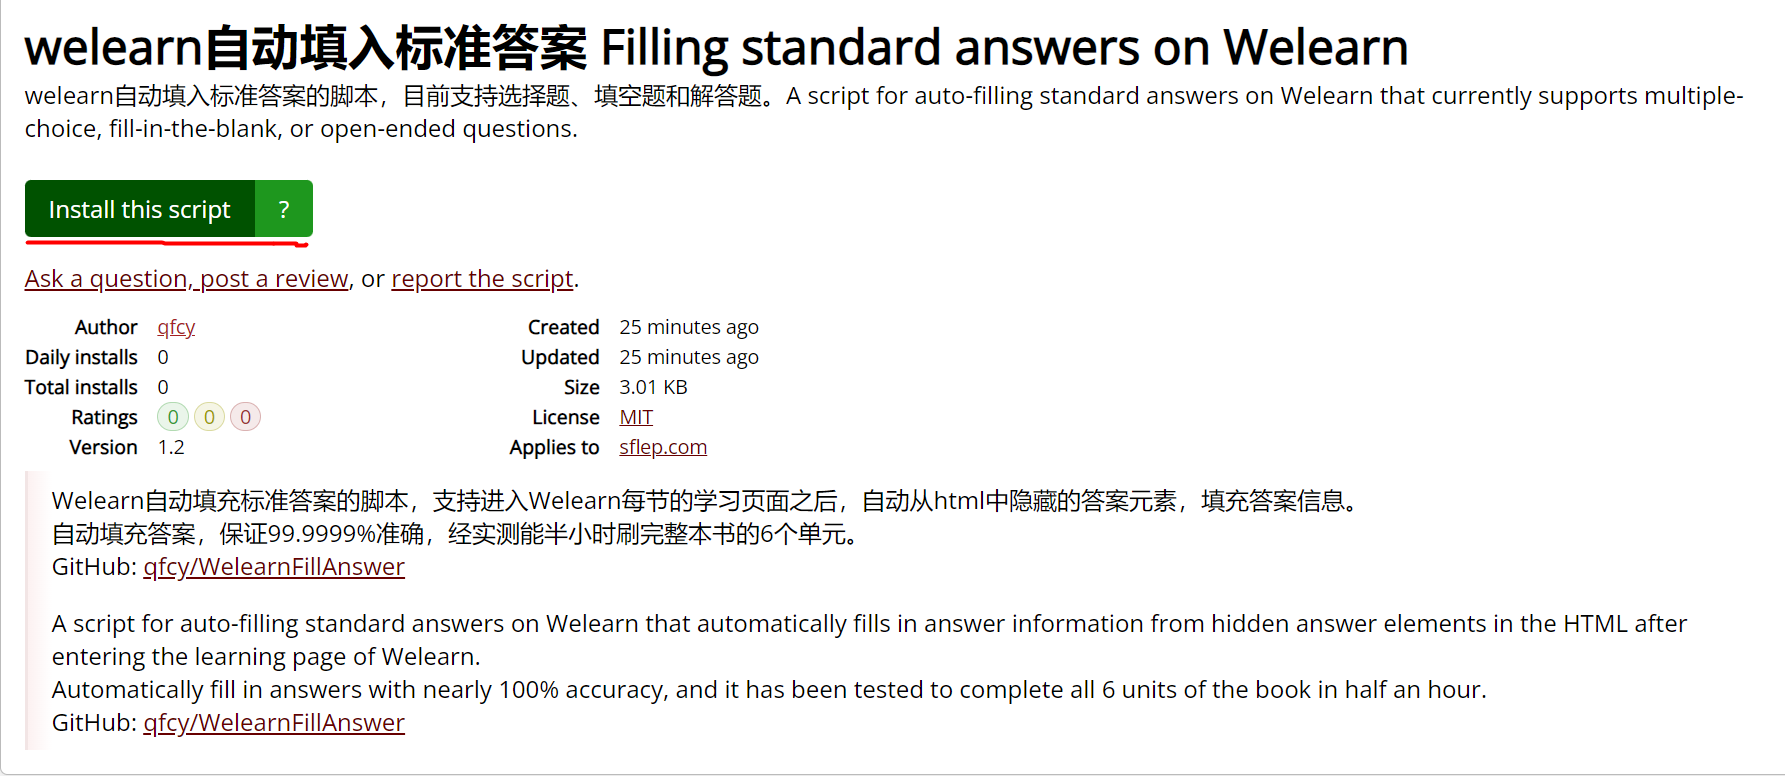 welearn自动填入标准答案 Filling standard answers on Welearn
welearn自动填入标准答案的脚本，目前支持选择题、填空题和解答题。A script for auto-filling standard answers on Welearn that currently supports multiple-
choice, fill-in-the-blank, or open-ended questions.
Install this script ?
Ask a question, post a review, or report the script.
Author qfcy Created 25 minutes ago
Daily installs 0 Updated 25 minutes ago
Total installs 0 Size 3.01 KB
Ratings 0 0 0 License MIT
Version 1.2 Applies to sflep.com
Welearn自动填充标准答案的脚本，支持进入Welearn每节的学习页面之后，自动从html中隐藏的答案元素，填充答案信息。
自动填充答案，保证99.9999%准确，经实测能半小时刷完整本书的6个单元。
GitHub: qfcy/WelearnFillAnswer
A script for auto-filling standard answers on Welearn that automatically fills in answer information from hidden answer elements in the HTML after
entering the learning page of Welearn.
Automatically fill in answers with nearly 100% accuracy, and it has been tested to complete all 6 units of the book in half an hour.
GitHub: qfcy/WelearnFillAnswer